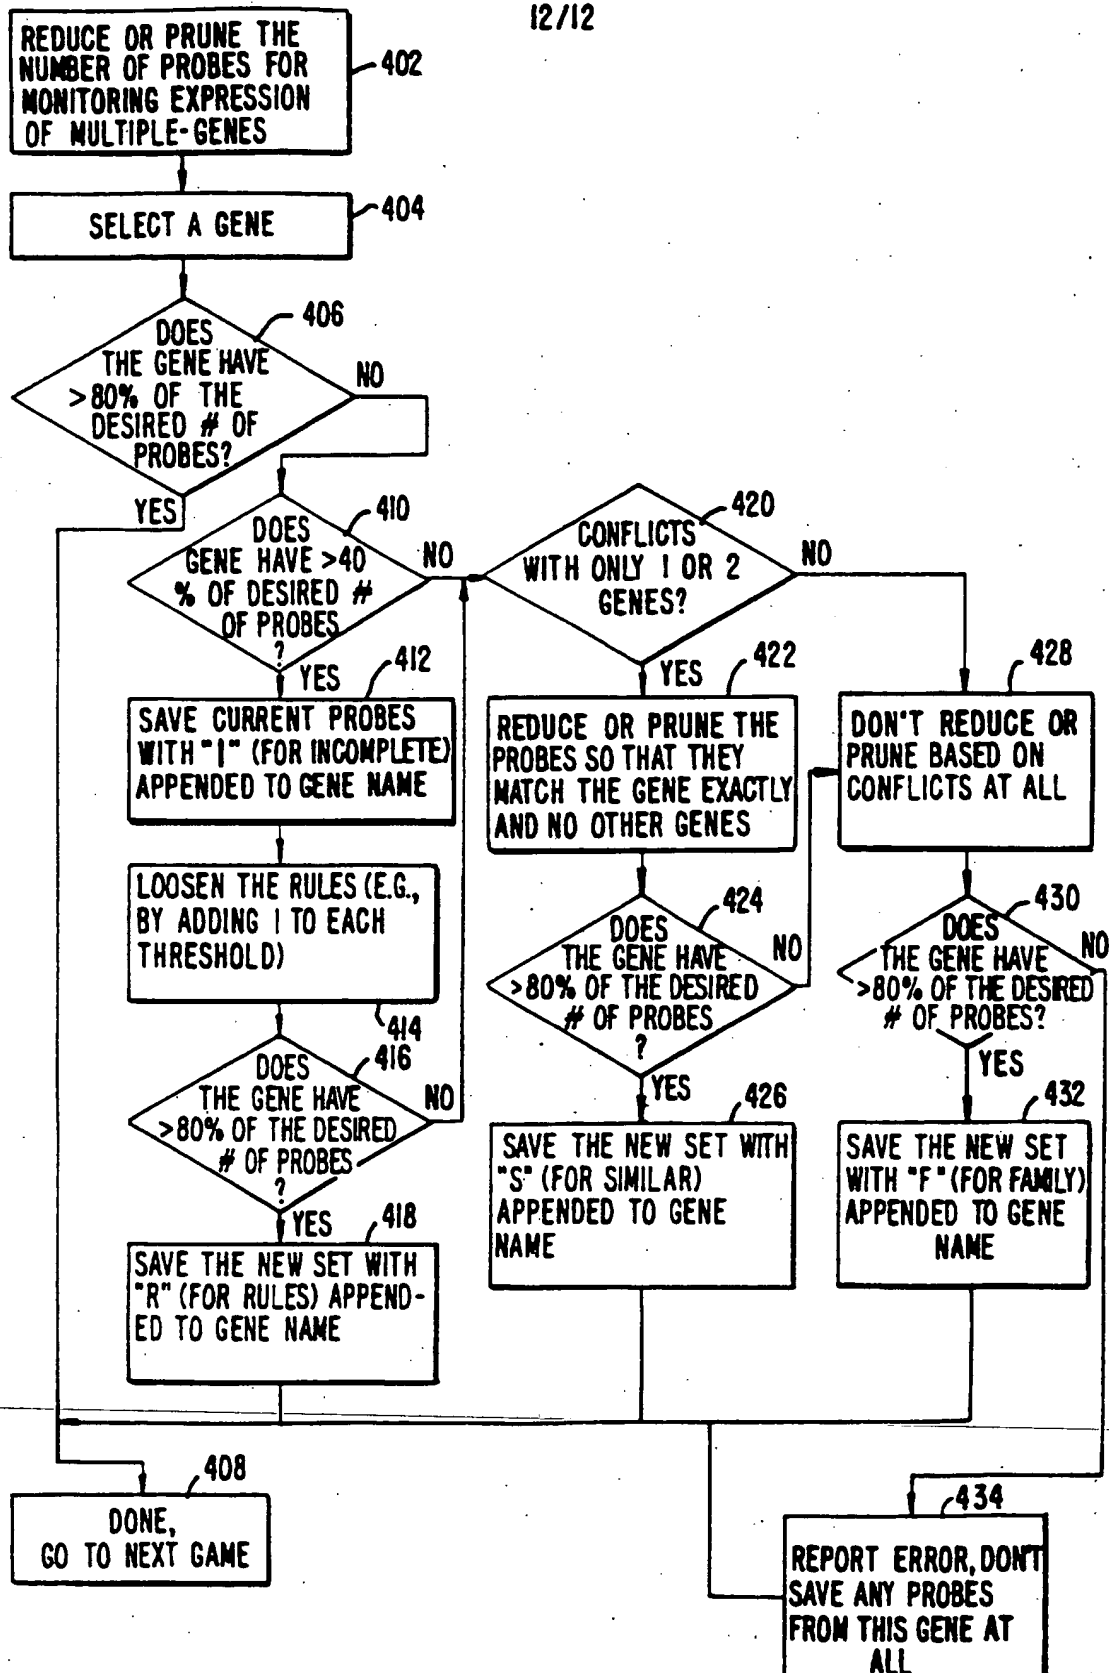 12/12
REDUCE OR PRUNE THE
NUMBER OF PROBES FOR
MONITORING EXPRESSION
OF MULTIPLE-GENES
402
SELECT A GENE
404
406
DOES
THE GENE HAVE
>80% OF THE
DESIRED # OF
PROBES?
NO
YES
410
DOES
GENE HAVE >40
% OF DESIRED #
OF PROBES
?
NO
YES
412
SAVE CURRENT PROBES
WITH "I" (FOR INCOMPLETE)
APPENDED TO GENE NAME
LOOSEN THE RULES (E.G.,
BY ADDING 1 TO EACH
THRESHOLD)
414
416
DOES
THE GENE HAVE
>80% OF THE DESIRED
# OF PROBES
?
NO
YES
418
SAVE THE NEW SET WITH
"R" (FOR RULES) APPEND-
ED TO GENE NAME
420
CONFLICTS
WITH ONLY 1 OR 2
GENES?
NO
YES
422
REDUCE OR PRUNE THE
PROBES SO THAT THEY
MATCH THE GENE EXACTLY
AND NO OTHER GENES
424
DOES
THE GENE HAVE
>80% OF THE DESIRED
# OF PROBES
?
NO
YES
426
SAVE THE NEW SET WITH
"S" (FOR SIMILAR)
APPENDED TO GENE
NAME
428
DON'T REDUCE OR
PRUNE BASED ON
CONFLICTS AT ALL
430
DOES
THE GENE HAVE
>80% OF THE DESIRED
# OF PROBES?
NO
YES
432
SAVE THE NEW SET
WITH "F" (FOR FAMILY)
APPENDED TO GENE
NAME
408
DONE,
GO TO NEXT GAME
434
REPORT ERROR, DON'T
SAVE ANY PROBES
FROM THIS GENE AT
ALL